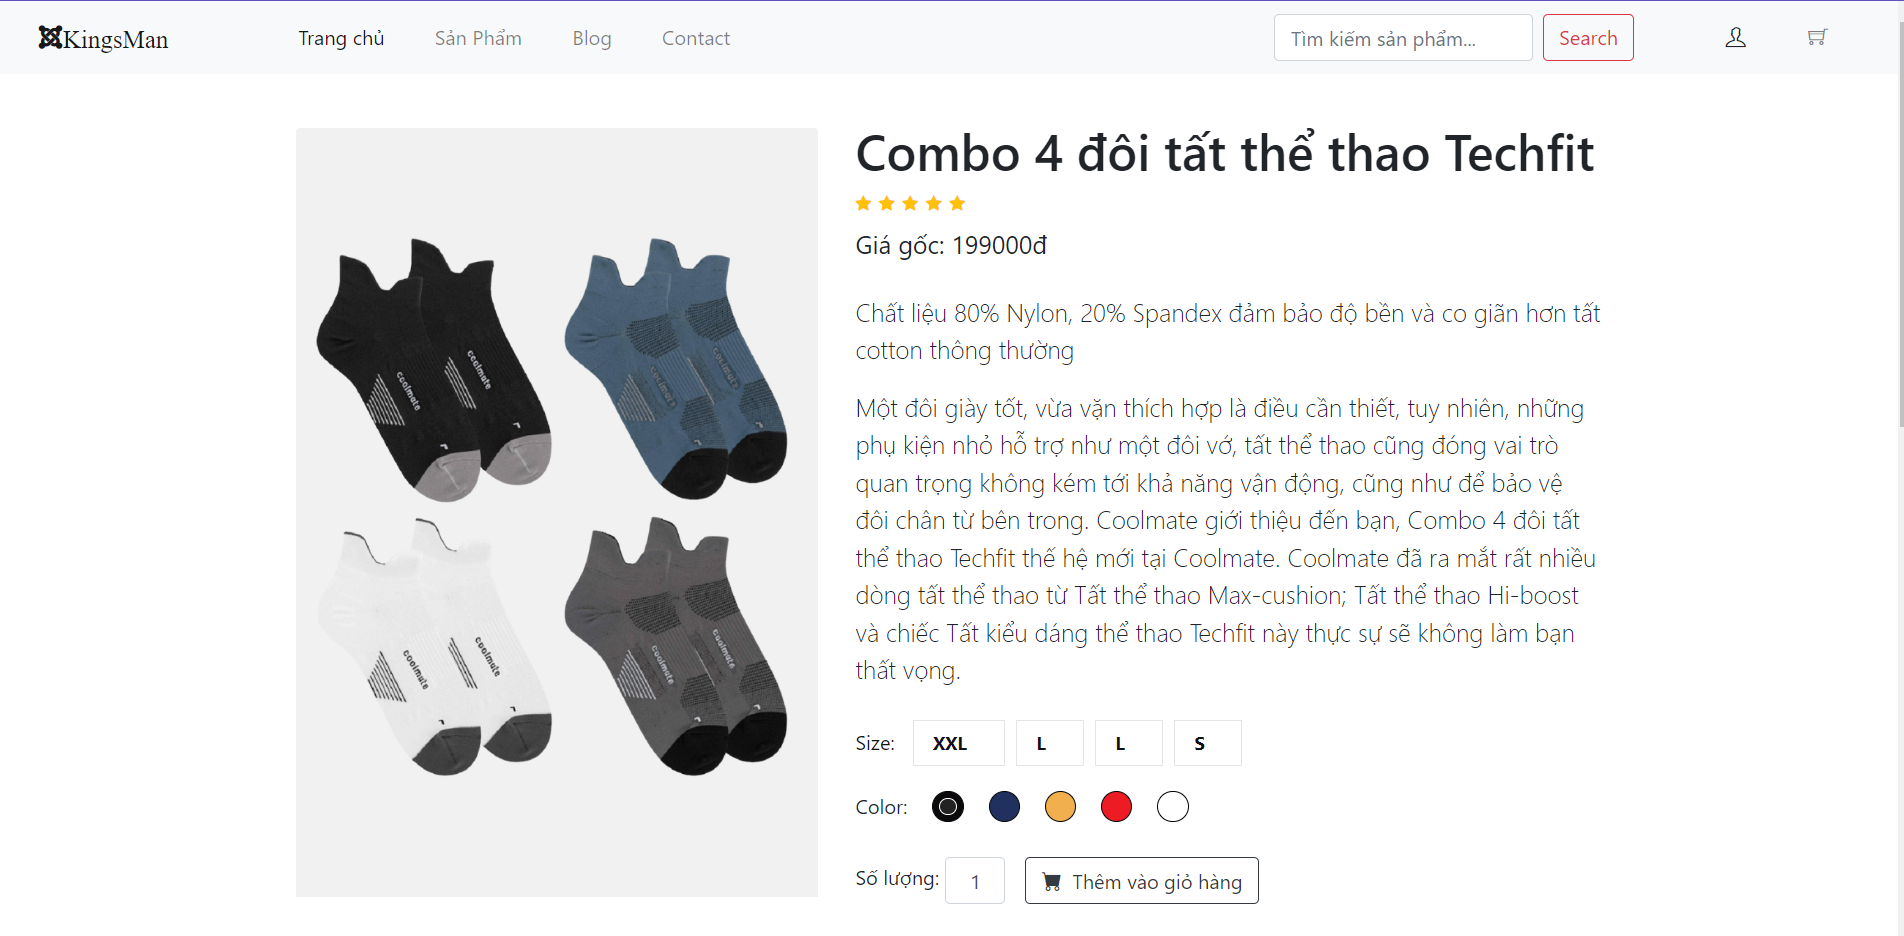 KingsMan
Trang chủ
Sản Phẩm
Blog
Contact
Tìm kiếm sản phẩm...
Search
coolmate
coolmate
coolmate
coolmate
coolmate
coolmate
coolmate
coolmate
Combo 4 đôi tất thể thao Techfit
Giá gốc: 199000đ
Chất liệu 80% Nylon, 20% Spandex đảm bảo độ bền và co giãn hơn tất
cotton thông thường
Một đôi giày tốt, vừa vặn thích hợp là điều cần thiết, tuy nhiên, những
phụ kiện nhỏ hỗ trợ như một đôi vớ, tất thể thao cũng đóng vai trò
quan trọng không kém tới khả năng vận động, cũng như để bảo vệ
đôi chân từ bên trong. Coolmate giới thiệu đến bạn, Combo 4 đôi tất
thể thao Techfit thế hệ mới tại Coolmate. Coolmate đã ra mắt rất nhiều
dòng tất thể thao từ Tất thể thao Max-cushion; Tất thể thao Hi-boost
và chiếc Tất kiểu dáng thể thao Techfit này thực sự sẽ không làm bạn
thất vọng.
Size: XXL L L S
Color:
Số lượng: 1 Thêm vào giỏ hàng